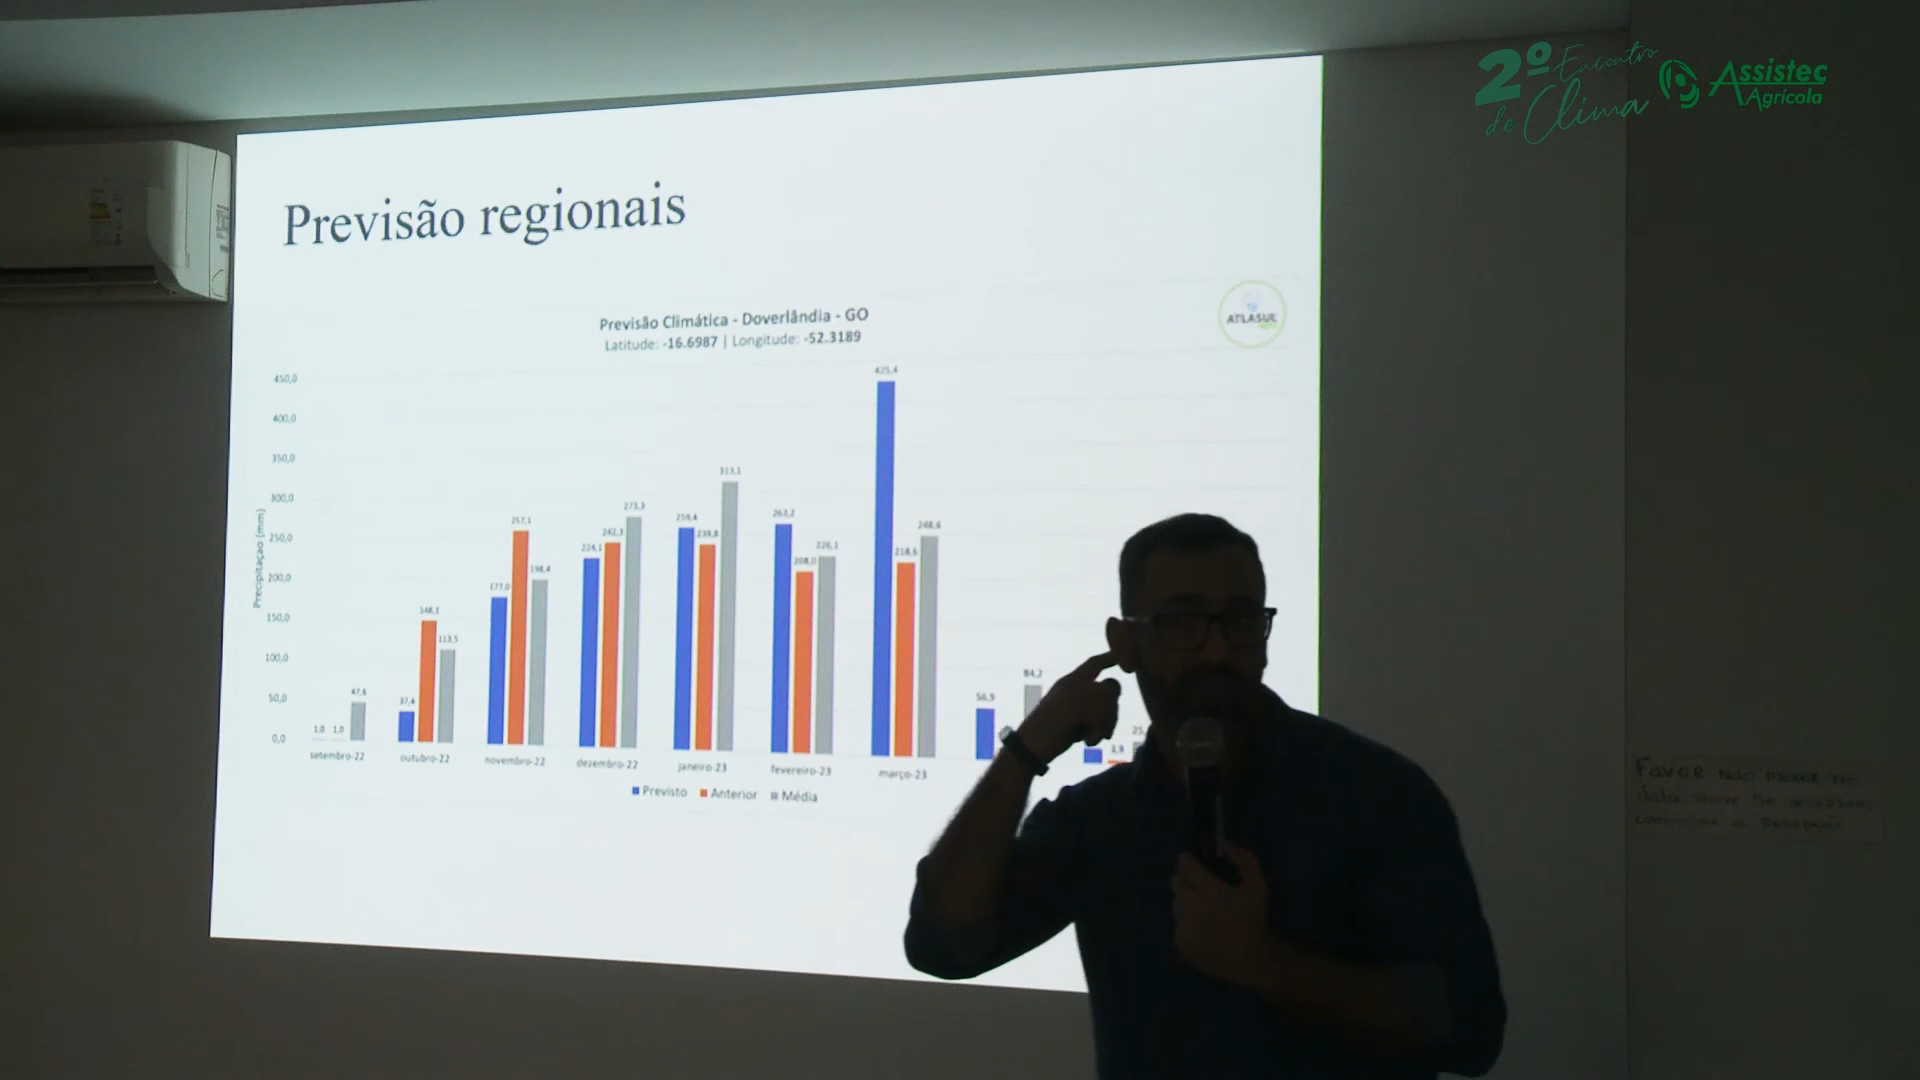 2º Encontro
de Clima
Assistec
Agrícola
Previsão regionais
Previsão Climática - Doverlândia - GO
Latitude: -16.6987 | Longitude: -52.3189
ATLASUL
Precipitação (mm)
450,0
400,0
350,0
300,0
250,0
200,0
150,0
100,0
50,0
0,0
1,0 1,0 47,6
37,4 148,1 113,5
177,0 257,1 198,4
224,1 242,3 273,3
259,4 239,8 313,1
263,2 208,0 226,1
425,4 218,6 248,6
56,9 84,2
3,9
setembro-22 outubro-22 novembro-22 dezembro-22 janeiro-23 fevereiro-23 março-23
Previsto Anterior Média
Favor não